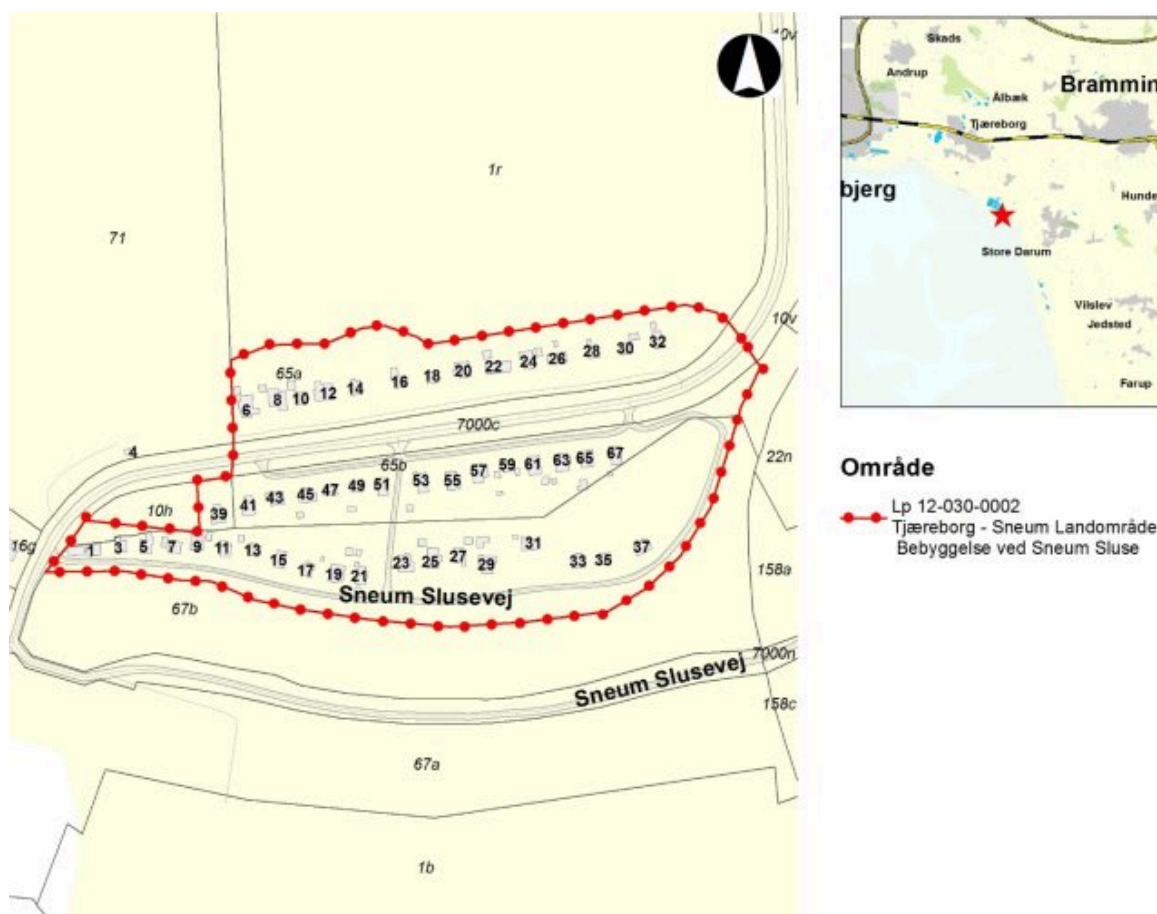 10v
1r
71
10v
32
30
28
26
24
22
20
18
16
14
12
10
8
6
65a
7000c
4
65b
67
65
63
61
59
57
55
53
51
49
47
45
43
41
39
22n
10h
16g
1
3
5
7
9
11
13
15
17
19
21
23
25
27
29
31
33
35
37
158a
Sneum Slusevej
67b
7000n
Sneum Slusevej
158c
67a
1b
Skads
Andrup
Brammin
Ålbæk
Tjæreborg
bjerg
Hunde
Store Darum
Vilslev
Jedsted
Farup
Område
Lp 12-030-0002
Tjæreborg - Sneum Landområde
Bebyggelse ved Sneum Sluse